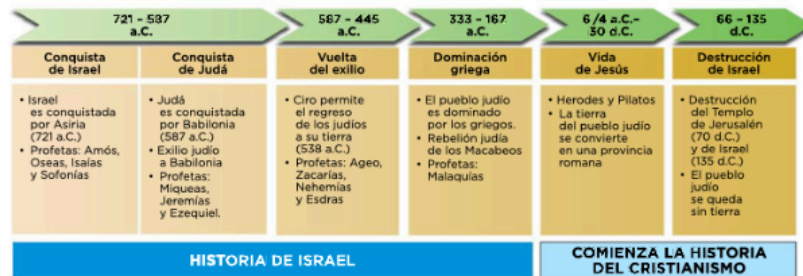 721 – 587
a.C.
587 – 445
a.C.
333 – 167
a.C.
6 /4 a.C.–
30 d.C.
66 – 135
d.C.
Conquista
de Israel
Conquista
de Judá
Vuelta
del exilio
Dominación
griega
Vida
de Jesús
Destrucción
de Israel
• Israel
es conquistada
por Asiria
(721 a.C.)
• Profetas: Amós,
Oseas, Isaías
y Sofonías
• Judá
es conquistada
por Babilonia
(587 a.C.)
• Exilio judío
a Babilonia
• Profetas:
Miqueas,
Jeremías
y Ezequiel.
• Ciro permite
el regreso
de los judíos
a su tierra
(538 a.C.)
• Profetas: Ageo,
Zacarías,
Nehemías
y Esdras
• El pueblo judío
es dominado
por los griegos.
• Rebelión judía
de los Macabeos
• Profetas:
Malaquías
• Herodes y Pilatos
• La tierra
del pueblo judío
se convierte
en una provincia
romana
• Destrucción
del Templo
de Jerusalén
(70 d.C.)
y de Israel
(135 d.C.)
• El pueblo
judío
se queda
sin tierra
HISTORIA DE ISRAEL
COMIENZA LA HISTORIA
DEL CRISTIANISMO